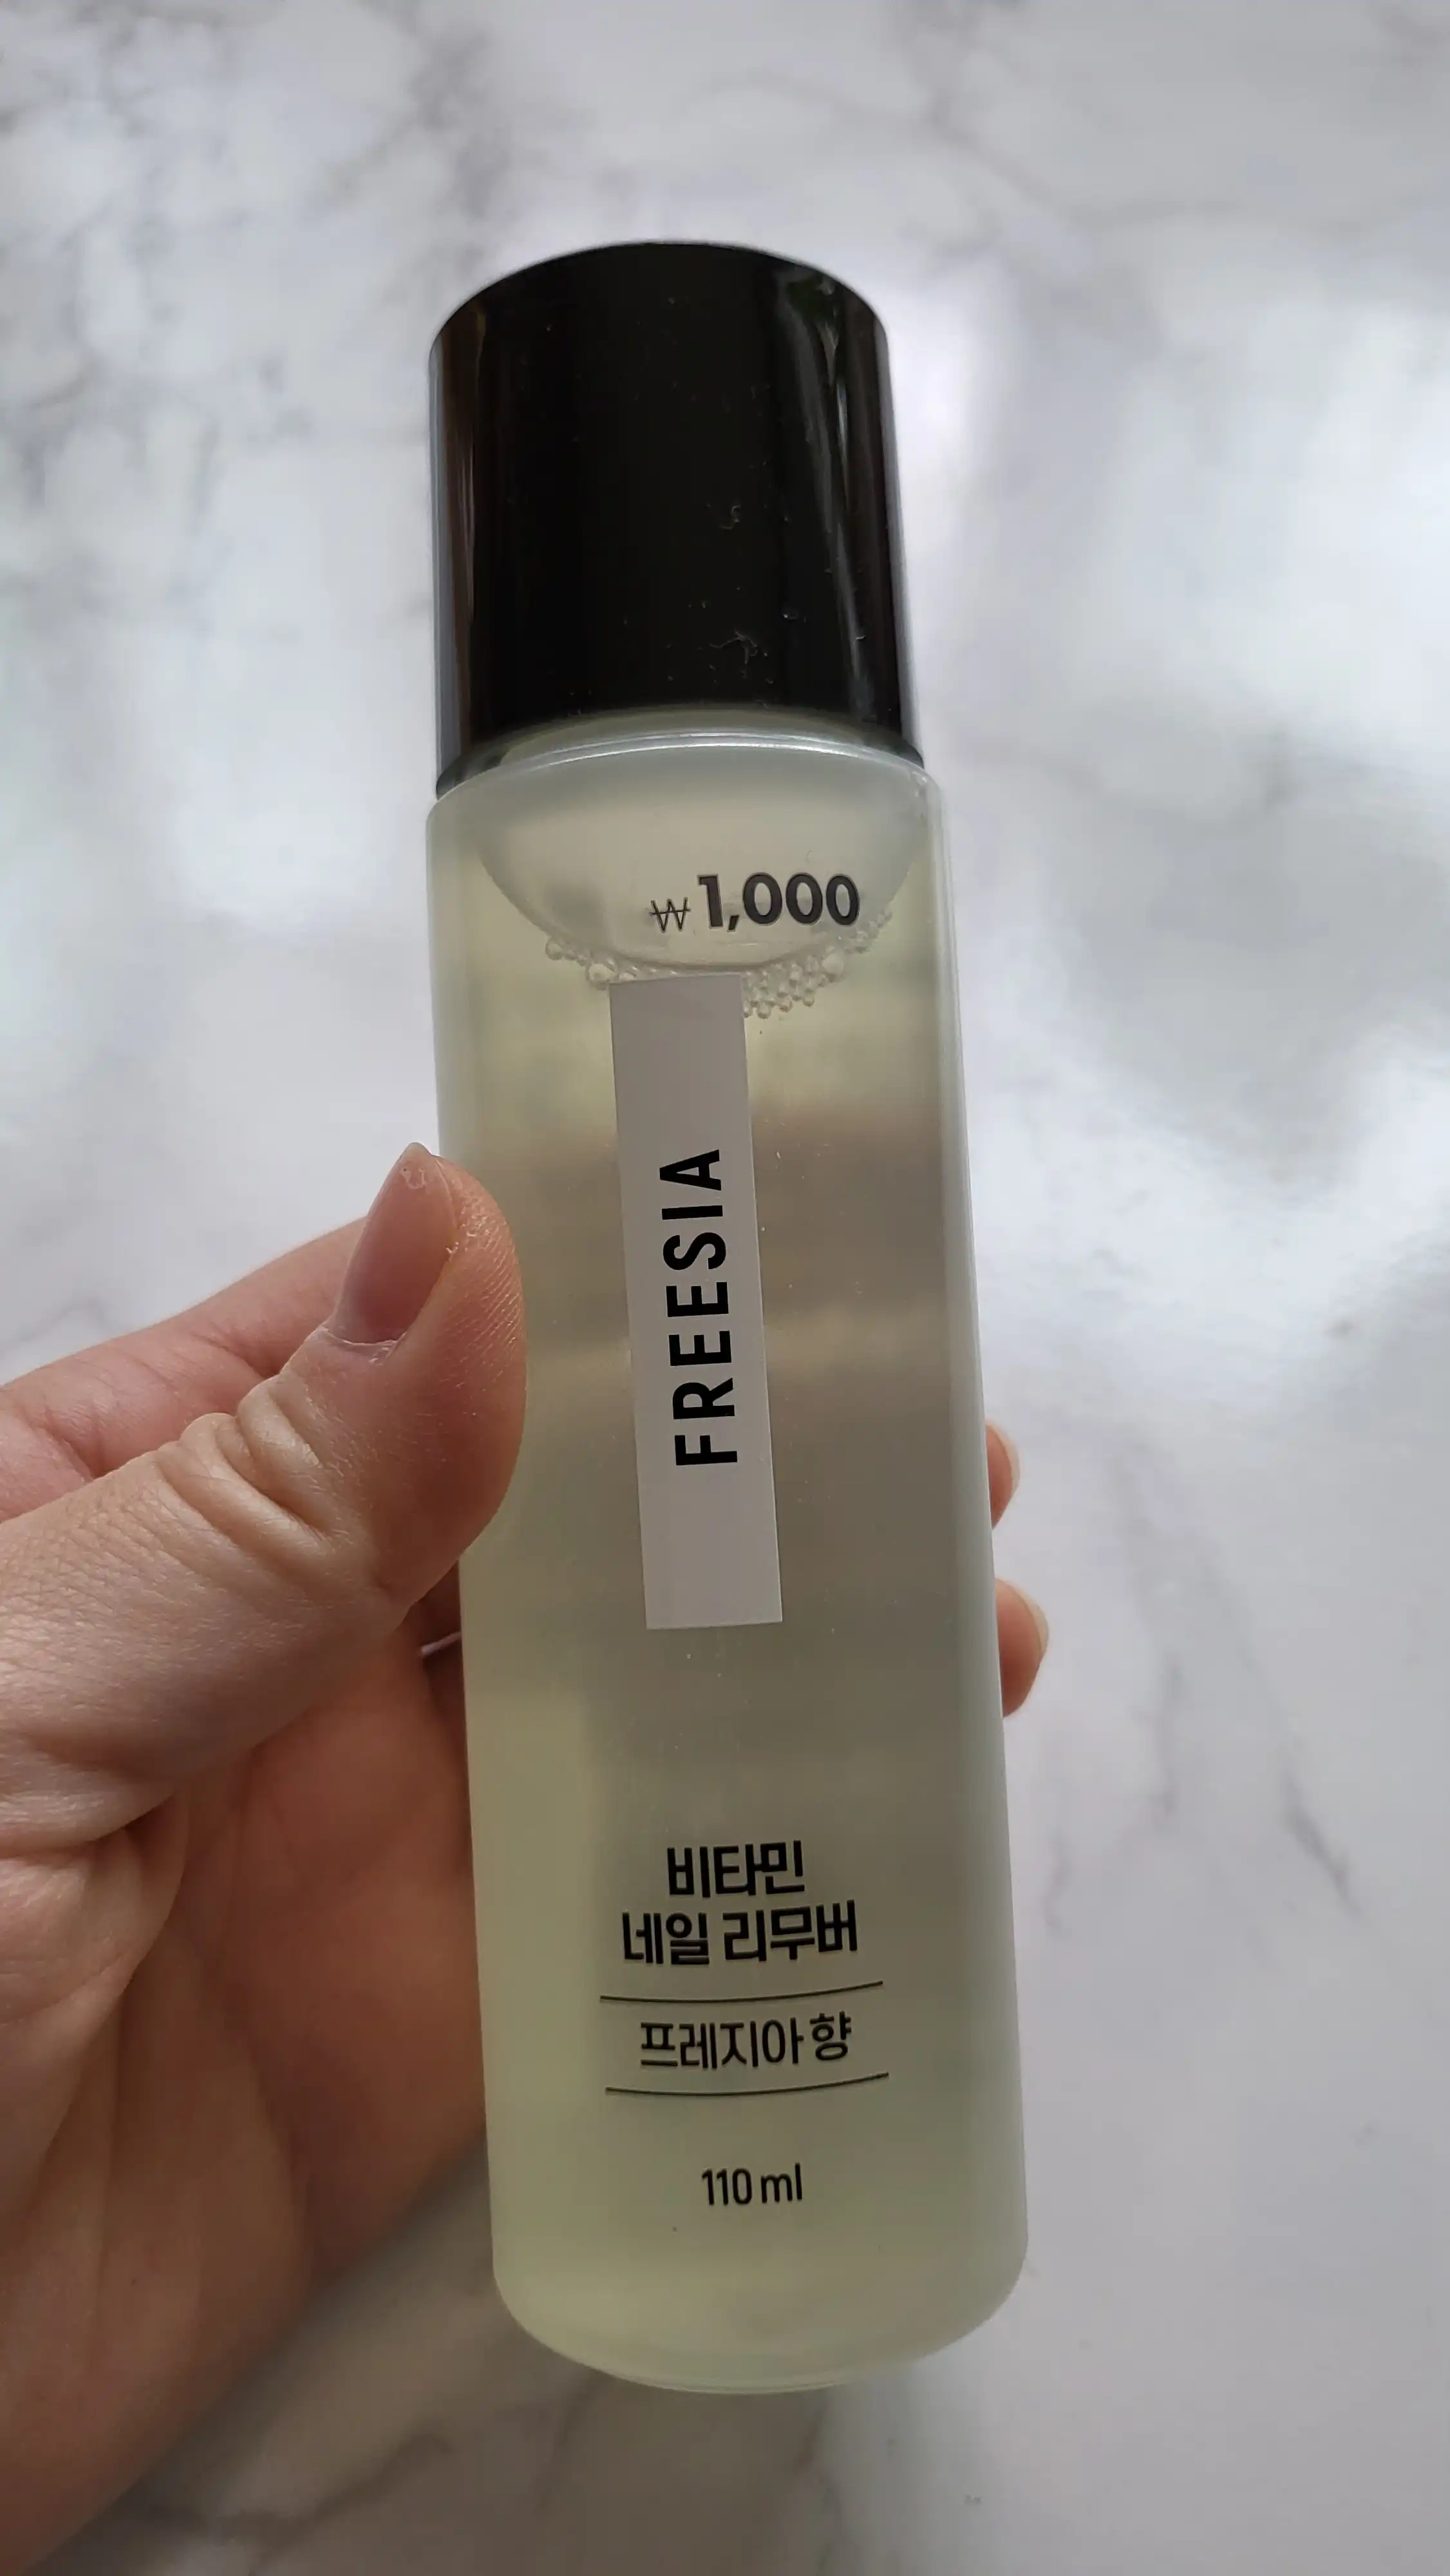 ₩1,000
FREESIA
비타민
네일 리무버
프레지아 향
110 ml